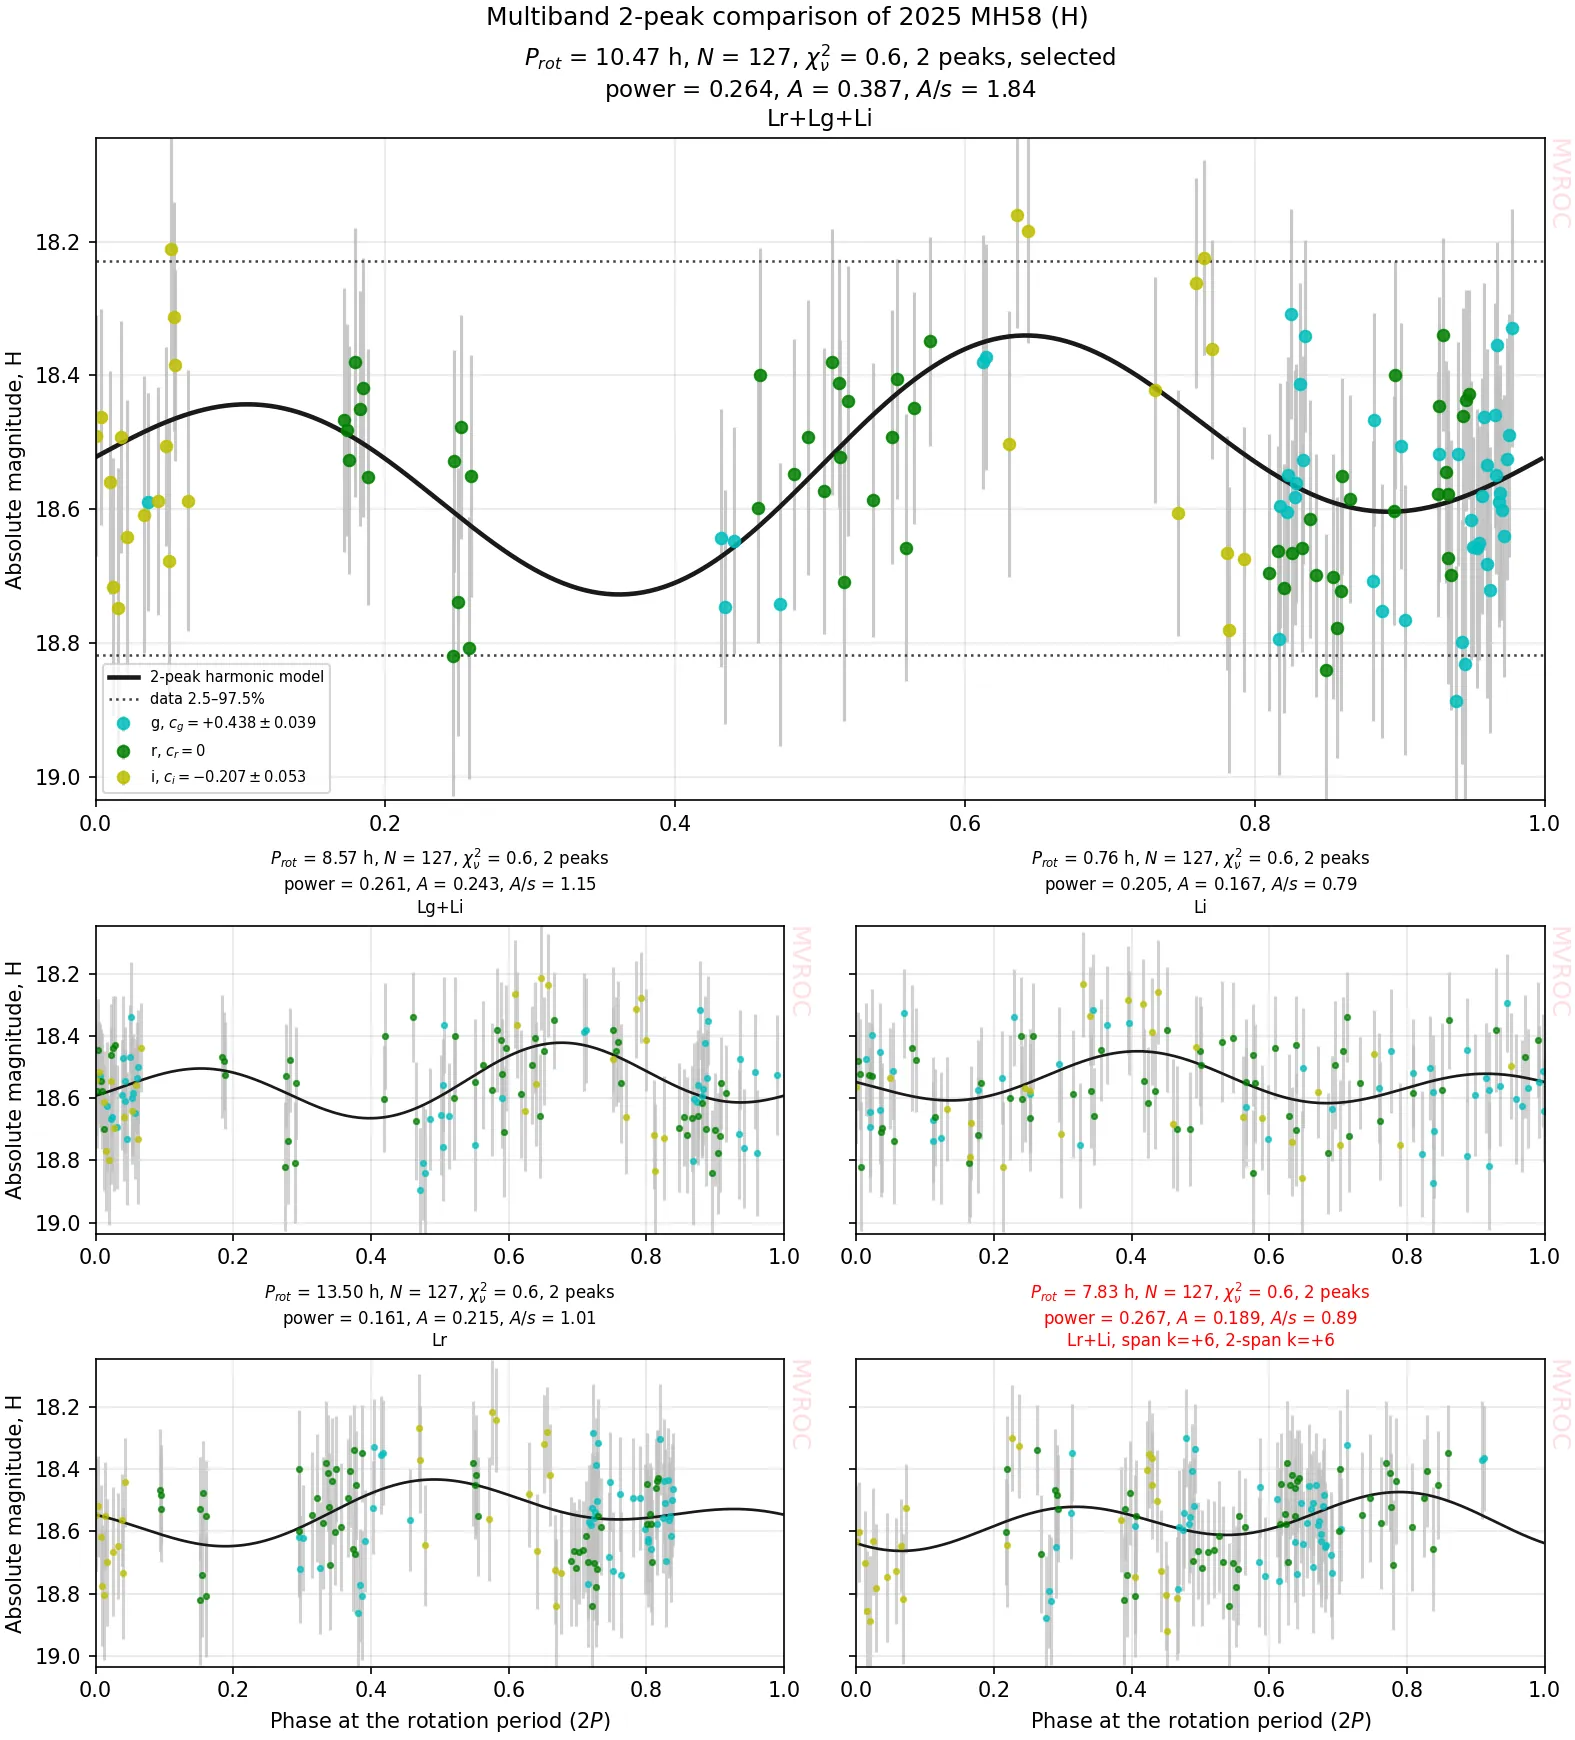 Multiband 2-peak comparison of 2025 MH58 (H)
P_rot = 10.47 h, N = 127, χ²_ν = 0.6, 2 peaks, selected
power = 0.264, A = 0.387, A/s = 1.84
Lr+Lg+Li
MVROC
Absolute magnitude, H
18.2
18.4
18.6
18.8
19.0
2-peak harmonic model
data 2.5–97.5%
g, c_g = +0.438 ± 0.039
r, c_r = 0
i, c_i = −0.207 ± 0.053
0.0 0.2 0.4 0.6 0.8 1.0
P_rot = 8.57 h, N = 127, χ²_ν = 0.6, 2 peaks
power = 0.261, A = 0.243, A/s = 1.15
Lg+Li
MVROC
Absolute magnitude, H
18.2
18.4
18.6
18.8
19.0
0.0 0.2 0.4 0.6 0.8 1.0
P_rot = 0.76 h, N = 127, χ²_ν = 0.6, 2 peaks
power = 0.205, A = 0.167, A/s = 0.79
Li
MVROC
0.0 0.2 0.4 0.6 0.8 1.0
P_rot = 13.50 h, N = 127, χ²_ν = 0.6, 2 peaks
power = 0.161, A = 0.215, A/s = 1.01
Lr
MVROC
Absolute magnitude, H
18.2
18.4
18.6
18.8
19.0
0.0 0.2 0.4 0.6 0.8 1.0
Phase at the rotation period (2P)
P_rot = 7.83 h, N = 127, χ²_ν = 0.6, 2 peaks
power = 0.267, A = 0.189, A/s = 0.89
Lr+Li, span k=+6, 2-span k=+6
MVROC
0.0 0.2 0.4 0.6 0.8 1.0
Phase at the rotation period (2P)